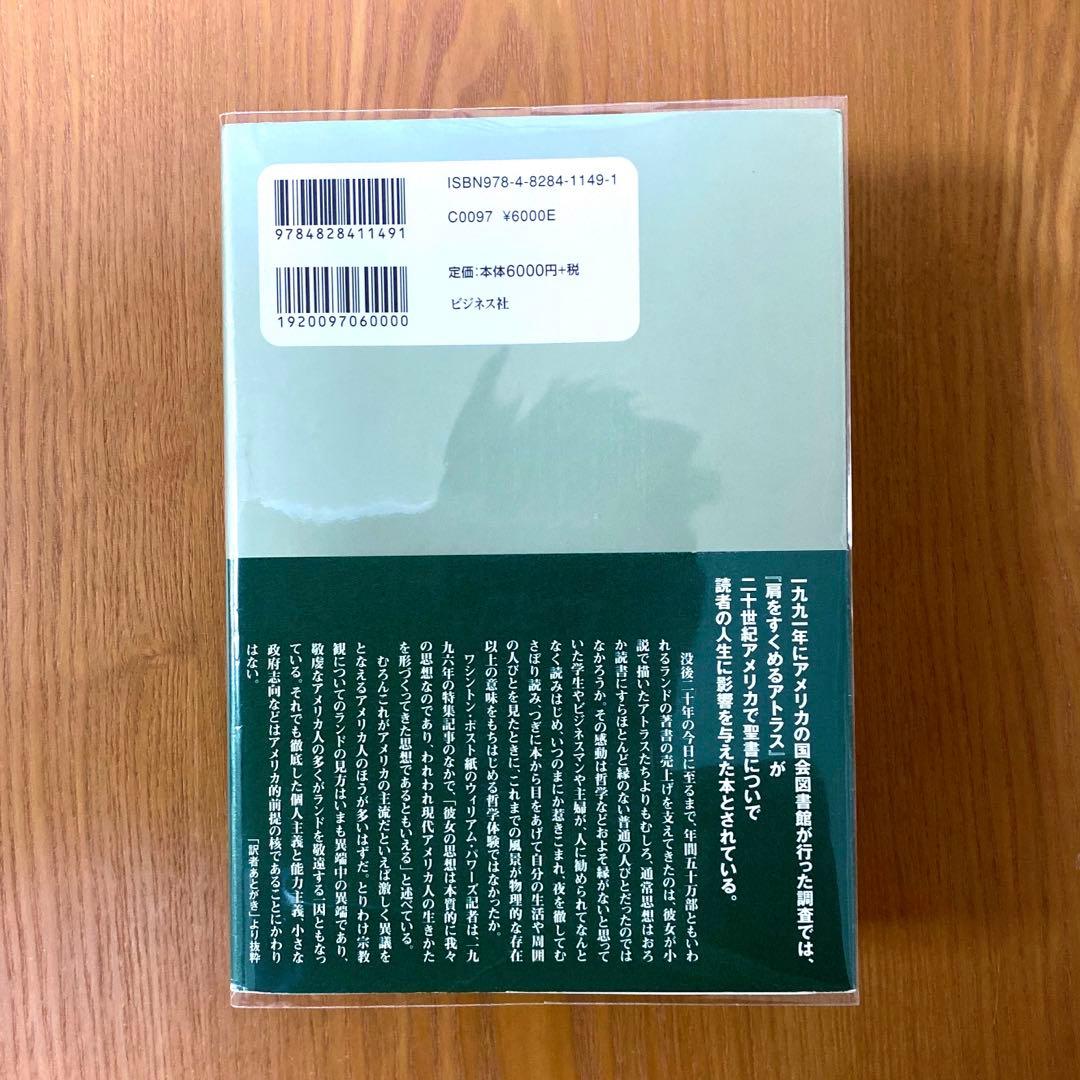 ISBN978-4-8284-1149-1
C0097 ¥6000E
9784828411491
定価:本体6000円+税
1920097060000
ビジネス社
一九九一年にアメリカの国会図書館が行った調査では、
『肩をすくめるアトラス』が
二十世紀アメリカで聖書についで
読者の人生に影響を与えた本とされている。
没後二十年の今日に至るまで、年間五十万部ともいわ
れるランドの著書の売上げを支えてきたのは、彼女が小
説で描いたアトラスたちよりもむしろ、通常思想はおろ
か読書にすらほとんど縁のない普通の人びとだったのでは
なかろうか。その感動は哲学などおよそ縁がないと思って
いた学生やビジネスマンや主婦が、人に勧められてなんと
なく読みはじめ、いつのまにか惹きこまれ、夜を徹してむ
さぼり読み、つぎに本から目をあげて自分の生活や周囲
の人びとを見たときに、これまでの風景が物理的な存在
以上の意味をもちはじめる哲学体験ではなかったか。
ワシントン・ポスト紙のウィリアム・パワーズ記者は、一九
九六年の特集記事のなかで、「彼女の思想は本質的に我々
の思想なのであり、われわれ現代アメリカ人の生きかた
を形づくってきた思想であるともいえる」と述べている。
むろんこれがアメリカの主流だといえば激しく異議を
となえるアメリカ人のほうが多いはずだ。とりわけ宗教
観についてのランドの見方はいまも異端中の異端であり、
敬虔なアメリカ人の多くがランドを敬遠する一因ともなっ
ている。それでも徹底した個人主義と能力主義、小さな
政府志向などはアメリカ的前提の核であることにかわり
はない。
「訳者あとがき」より抜粋